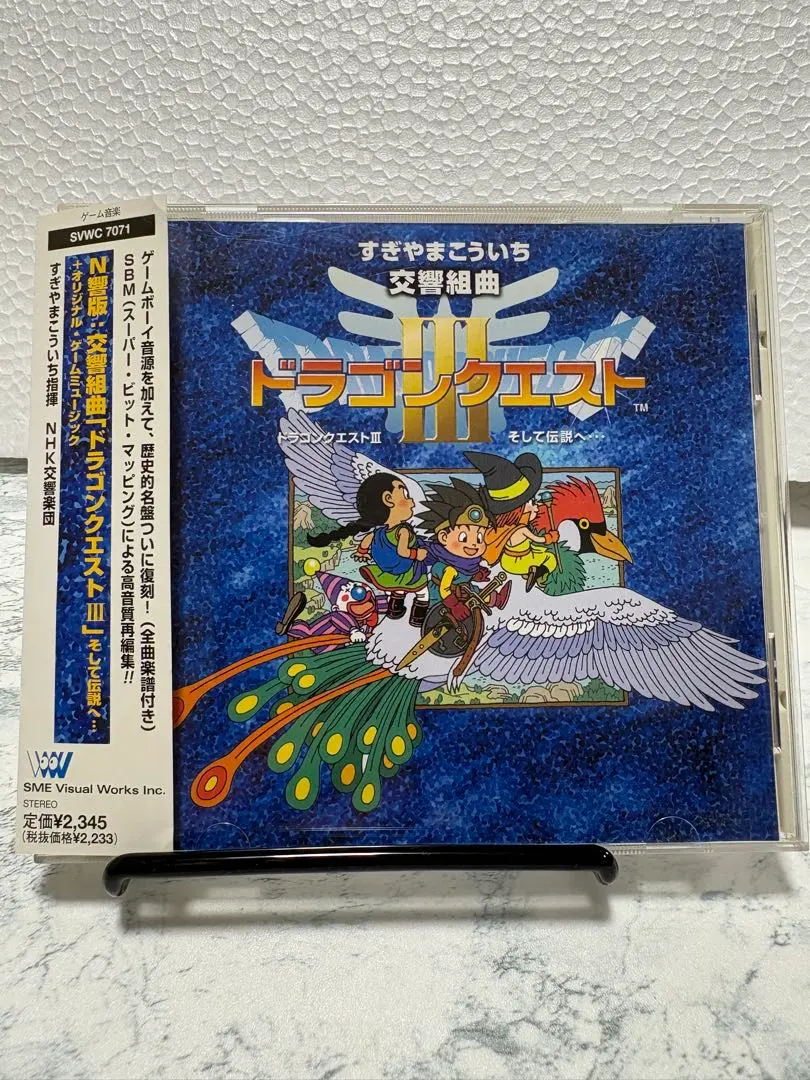 ゲーム音楽
SVWC 7071
ゲームボーイ音源を加えて、歴史的名盤ついに復刻!(全曲楽譜付き)
SBM(スーパー・ビット・マッピング)による高音質再編集!!
N響版:交響組曲「ドラゴンクエストIII」そして伝説へ…
+オリジナル・ゲームミュージック
すぎやまこういち指揮 NHK交響楽団
SME Visual Works Inc.
STEREO
定価¥2,345
(税抜価格¥2,233)
すぎやまこういち
交響組曲
III
ドラゴンクエスト
TM
ドラゴンクエストIII そして伝説へ…